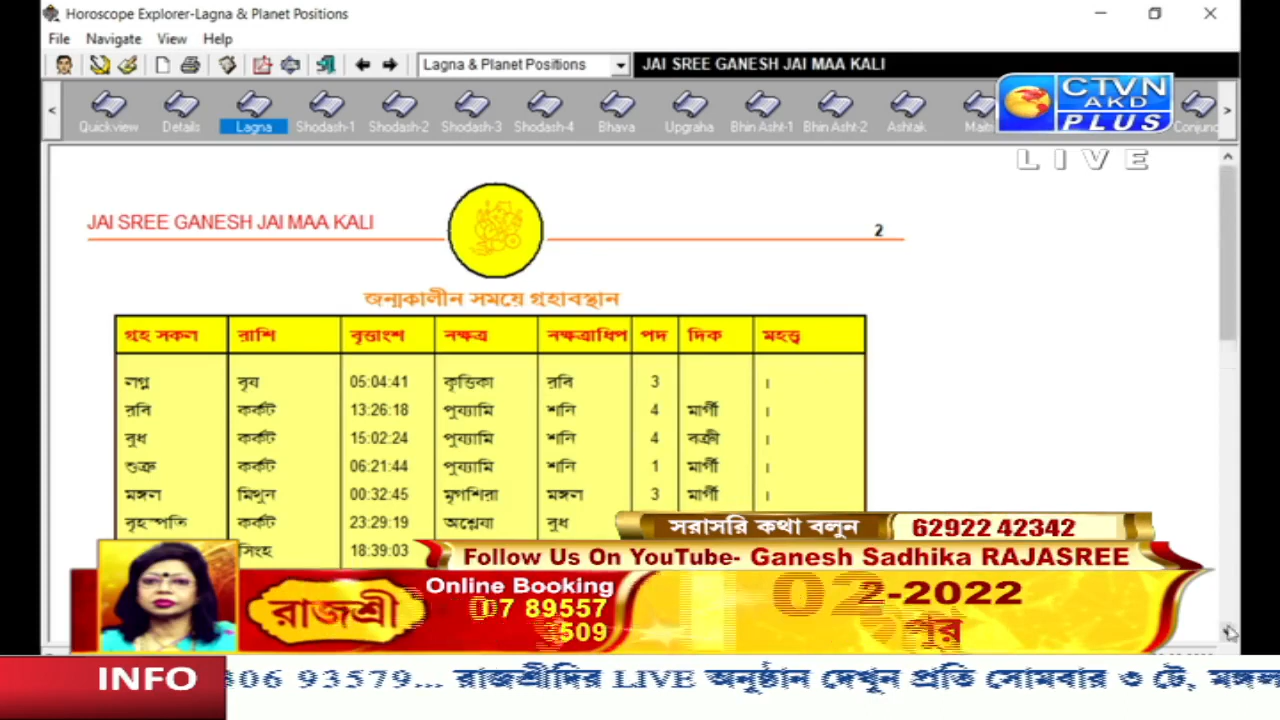 Horoscope Explorer-Lagna & Planet Positions
File Navigate View Help
Lagna & Planet Positions JAI SREE GANESH JAI MAA KALI
Quickview Details Lagna Shodash-1 Shodash-2 Shodash-3 Shodash-4 Bhava Upgraha Bhin Asht-1 Bhin Asht-2 Ashtak
CTVN
AKD
PLUS
LIVE
JAI SREE GANESH JAI MAA KALI 2
জন্মকালীন সময়ে গ্রহাবস্থান
গ্রহ সকল রাশি বৃত্তাংশ নক্ষত্র নক্ষত্রাধিপ পদ দিক মহত্ত্ব
লগ্ন বৃষ 05:04:41 কৃত্তিকা রবি 3 ।
রবি কর্কট 13:26:18 পুষ্যামি শনি 4 মার্গী ।
বুধ কর্কট 15:02:24 পুষ্যামি শনি 4 বক্রী ।
শুক্র কর্কট 06:21:44 পুষ্যামি শনি 1 মার্গী ।
মঙ্গল মিথুন 00:32:45 মৃগশিরা মঙ্গল 3 মার্গী ।
বৃহস্পতি কর্কট 23:29:19 অশ্লেষা বুধ
সিংহ 18:39:03
সরাসরি কথা বলুন 62922 42342
Follow Us On YouTube- Ganesh Sadhika RAJASREE
রাজশ্রী
Online Booking
07 89557
509
2-2022
INFO 306 93579... রাজশ্রীদির LIVE অনুষ্ঠান দেখুন প্রতি সোমবার ৩ টে,